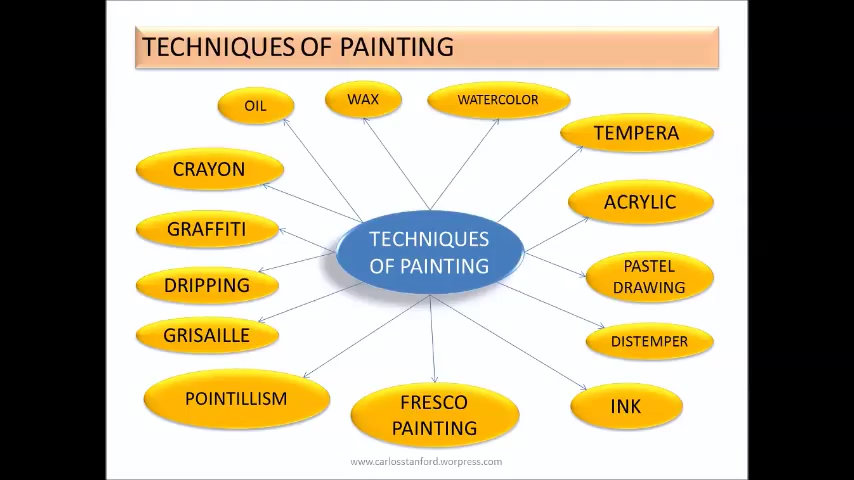 TECHNIQUES OF PAINTING
OIL
WAX
WATERCOLOR
TEMPERA
CRAYON
ACRYLIC
GRAFFITI
TECHNIQUES
OF PAINTING
PASTEL
DRAWING
DRIPPING
GRISAILLE
DISTEMPER
POINTILLISM
FRESCO
PAINTING
INK
www.carlosstanford.worpress.com